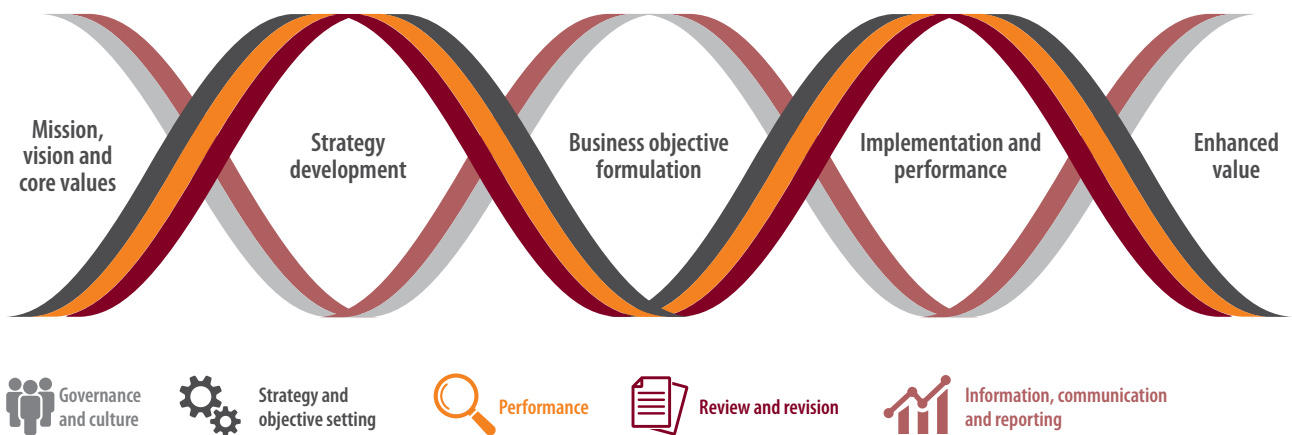 Mission,
vision and
core values
Strategy
development
Business objective
formulation
Implementation and
performance
Enhanced
value
Governance
and culture
Strategy and
objective setting
Performance
Review and revision
Information, communication
and reporting